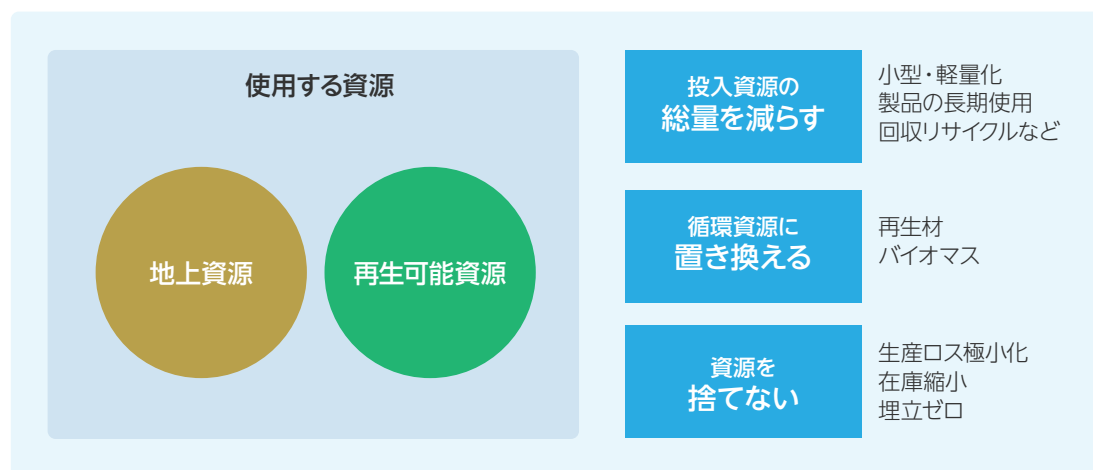 使用する資源
地上資源
再生可能資源
投入資源の
総量を減らす
小型・軽量化
製品の長期使用
回収リサイクルなど
循環資源に
置き換える
再生材
バイオマス
資源を
捨てない
生産ロス極小化
在庫縮小
埋立ゼロ